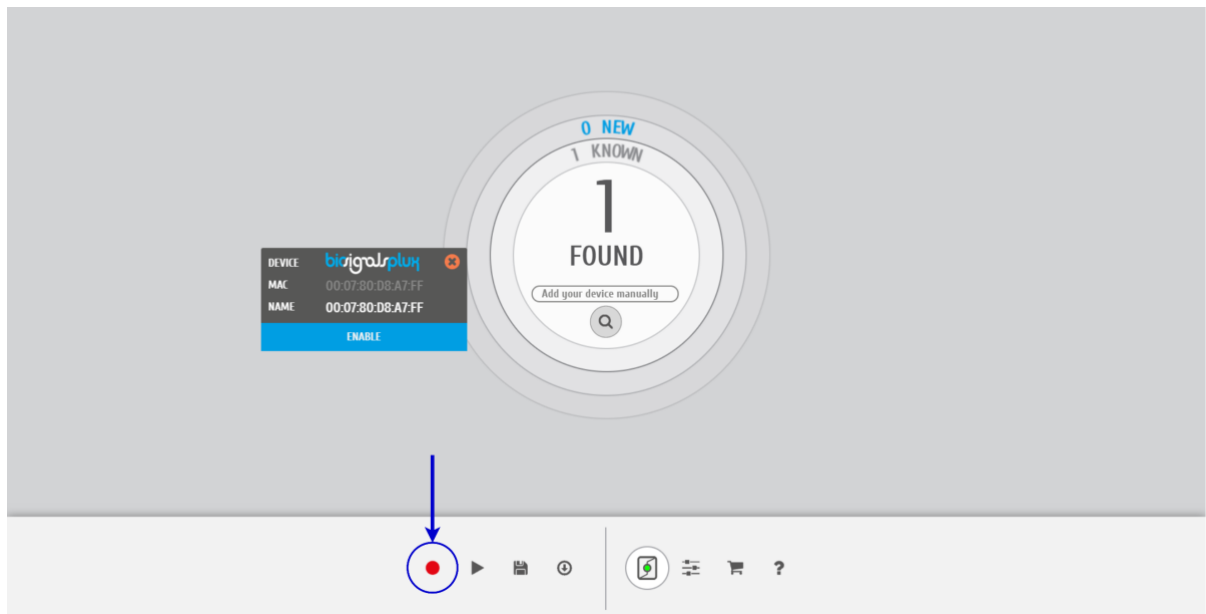 0 NEW
1 KNOWN
1
FOUND
Add your device manually
DEVICE biosignalsplux
MAC 00:07:80:D8:A7:FF
NAME 00:07:80:D8:A7:FF
ENABLE
?